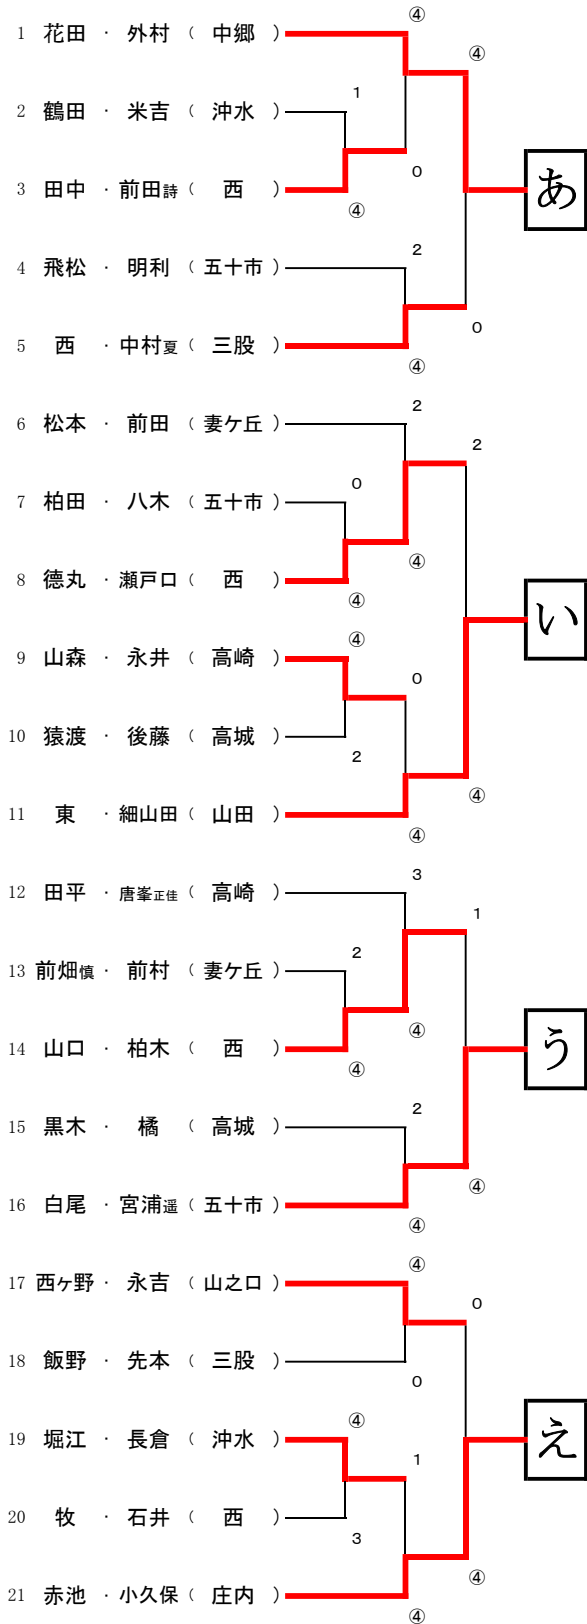 ④
1 花田 ・ 外村 （ 中郷 ）
④
1
2 鶴田 ・ 米吉 （ 沖水 ）
0
あ
3 田中 ・ 前田詩 （ 西 ）
④
2
4 飛松 ・ 明利 （ 五十市 ）
0
5 西 ・ 中村夏 （ 三股 ）
④
2
6 松本 ・ 前田 （ 妻ケ丘 ）
2
0
7 柏田 ・ 八木 （ 五十市 ）
④
8 德丸 ・ 瀬戸口 （ 西 ）
④
い
④
9 山森 ・ 永井 （ 高崎 ）
0
10 猿渡 ・ 後藤 （ 高城 ）
2
④
11 東 ・ 細山田 （ 山田 ）
④
3
12 田平 ・ 唐峯正佳 （ 高崎 ）
1
2
13 前畑慎 ・ 前村 （ 妻ケ丘 ）
④
14 山口 ・ 柏木 （ 西 ）
う
④
2
15 黒木 ・ 橘 （ 高城 ）
④
16 白尾 ・ 宮浦遥 （ 五十市 ）
④
④
17 西ヶ野 ・ 永吉 （ 山之口 ）
0
18 飯野 ・ 先本 （ 三股 ）
0
④
19 堀江 ・ 長倉 （ 沖水 ）
え
1
20 牧 ・ 石井 （ 西 ）
3
④
21 赤池 ・ 小久保 （ 庄内 ）
④